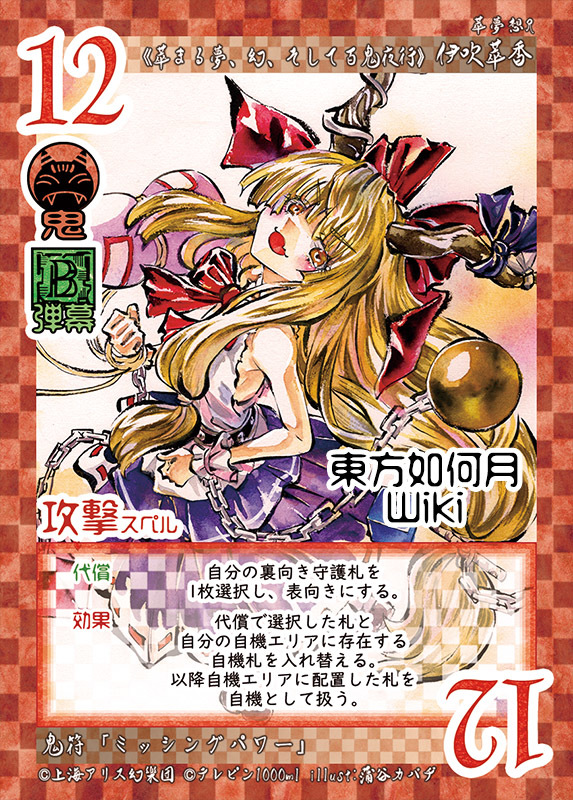 萃夢想ヨリ
12
《萃まる夢、幻、そして百鬼夜行》 伊吹萃香
鬼
B
弾幕
東方如何月
Wiki
攻撃スペル
代償
自分の裏向き守護札を
1枚選択し、表向きにする。
効果
代償で選択した札と
自分の自機エリアに存在する
自機札を入れ替える。
以降自機エリアに配置した札を
自機として扱う。
12
鬼符「ミッシングパワー」
©上海アリス幻樂団 ©テレピン1000ml illust:蒲谷カバヂ